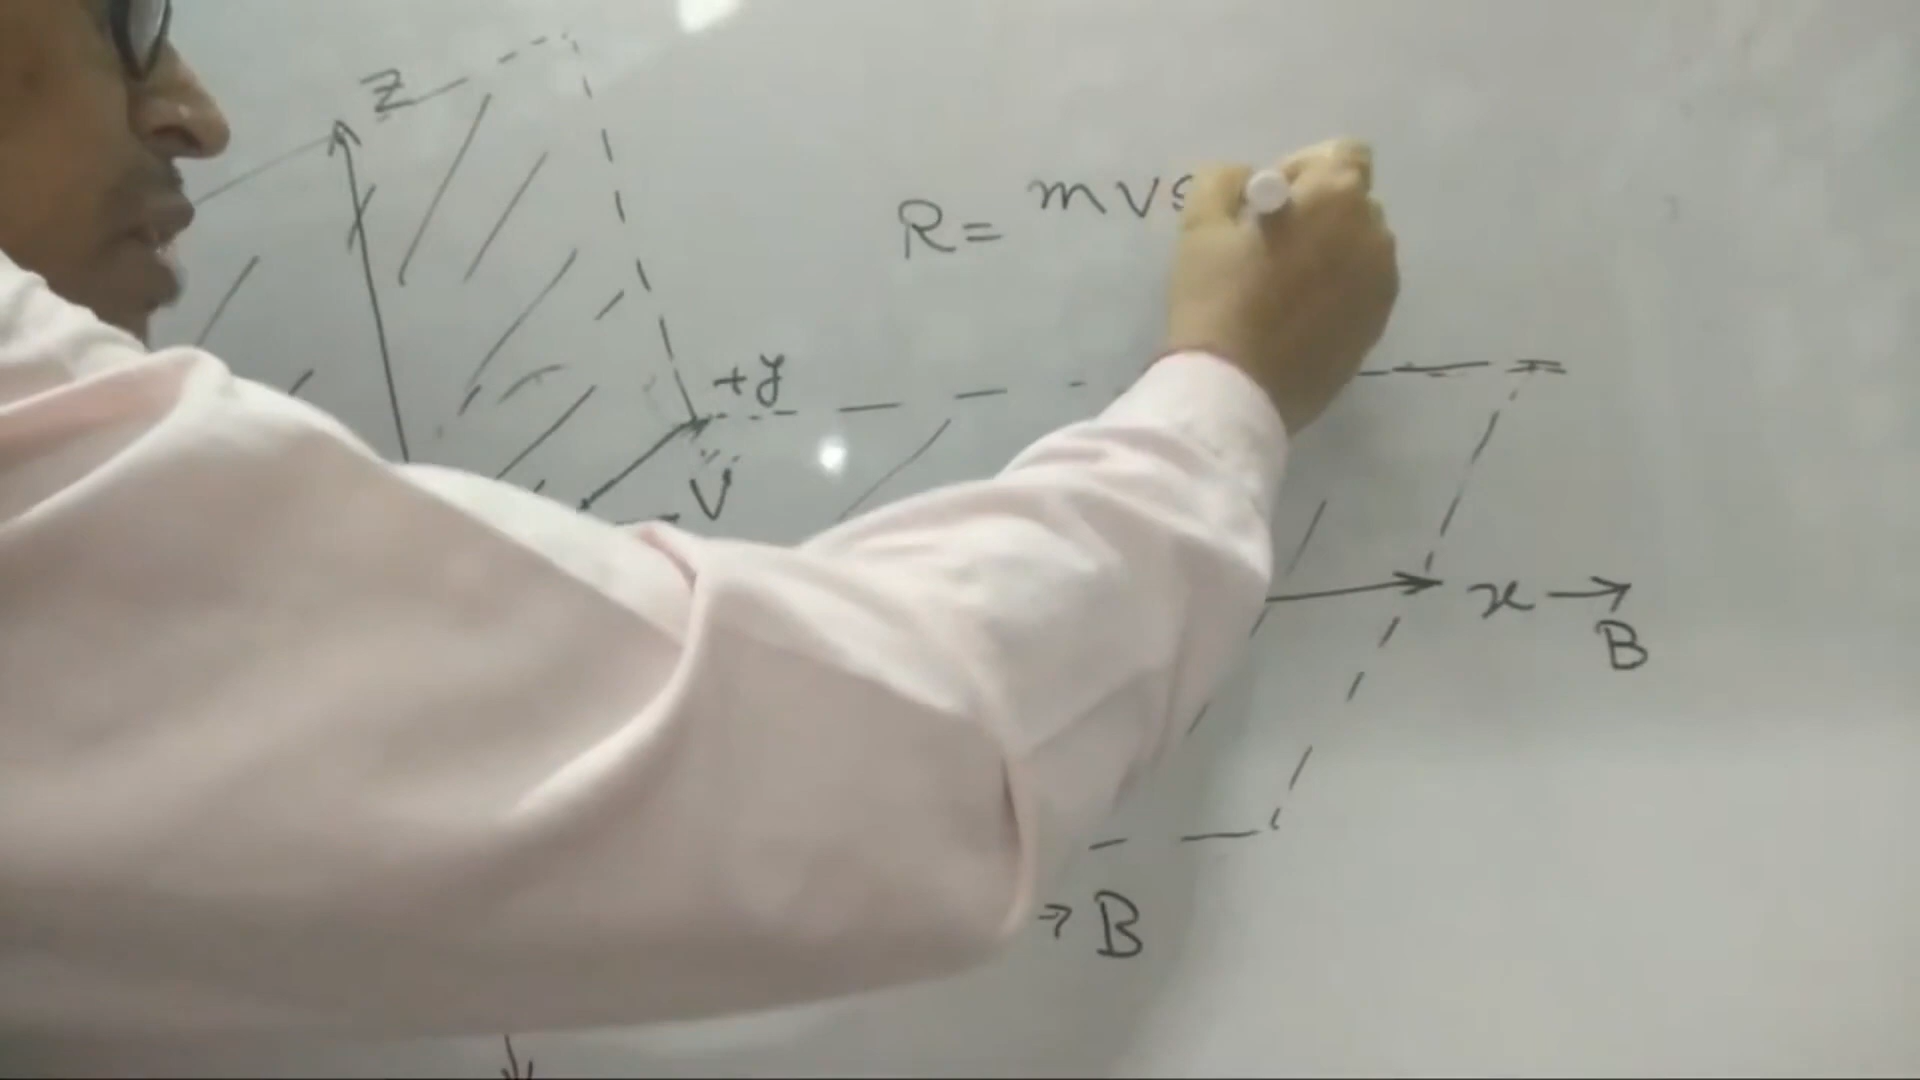 Z
R = mvs
+y
V
x → B
→ B